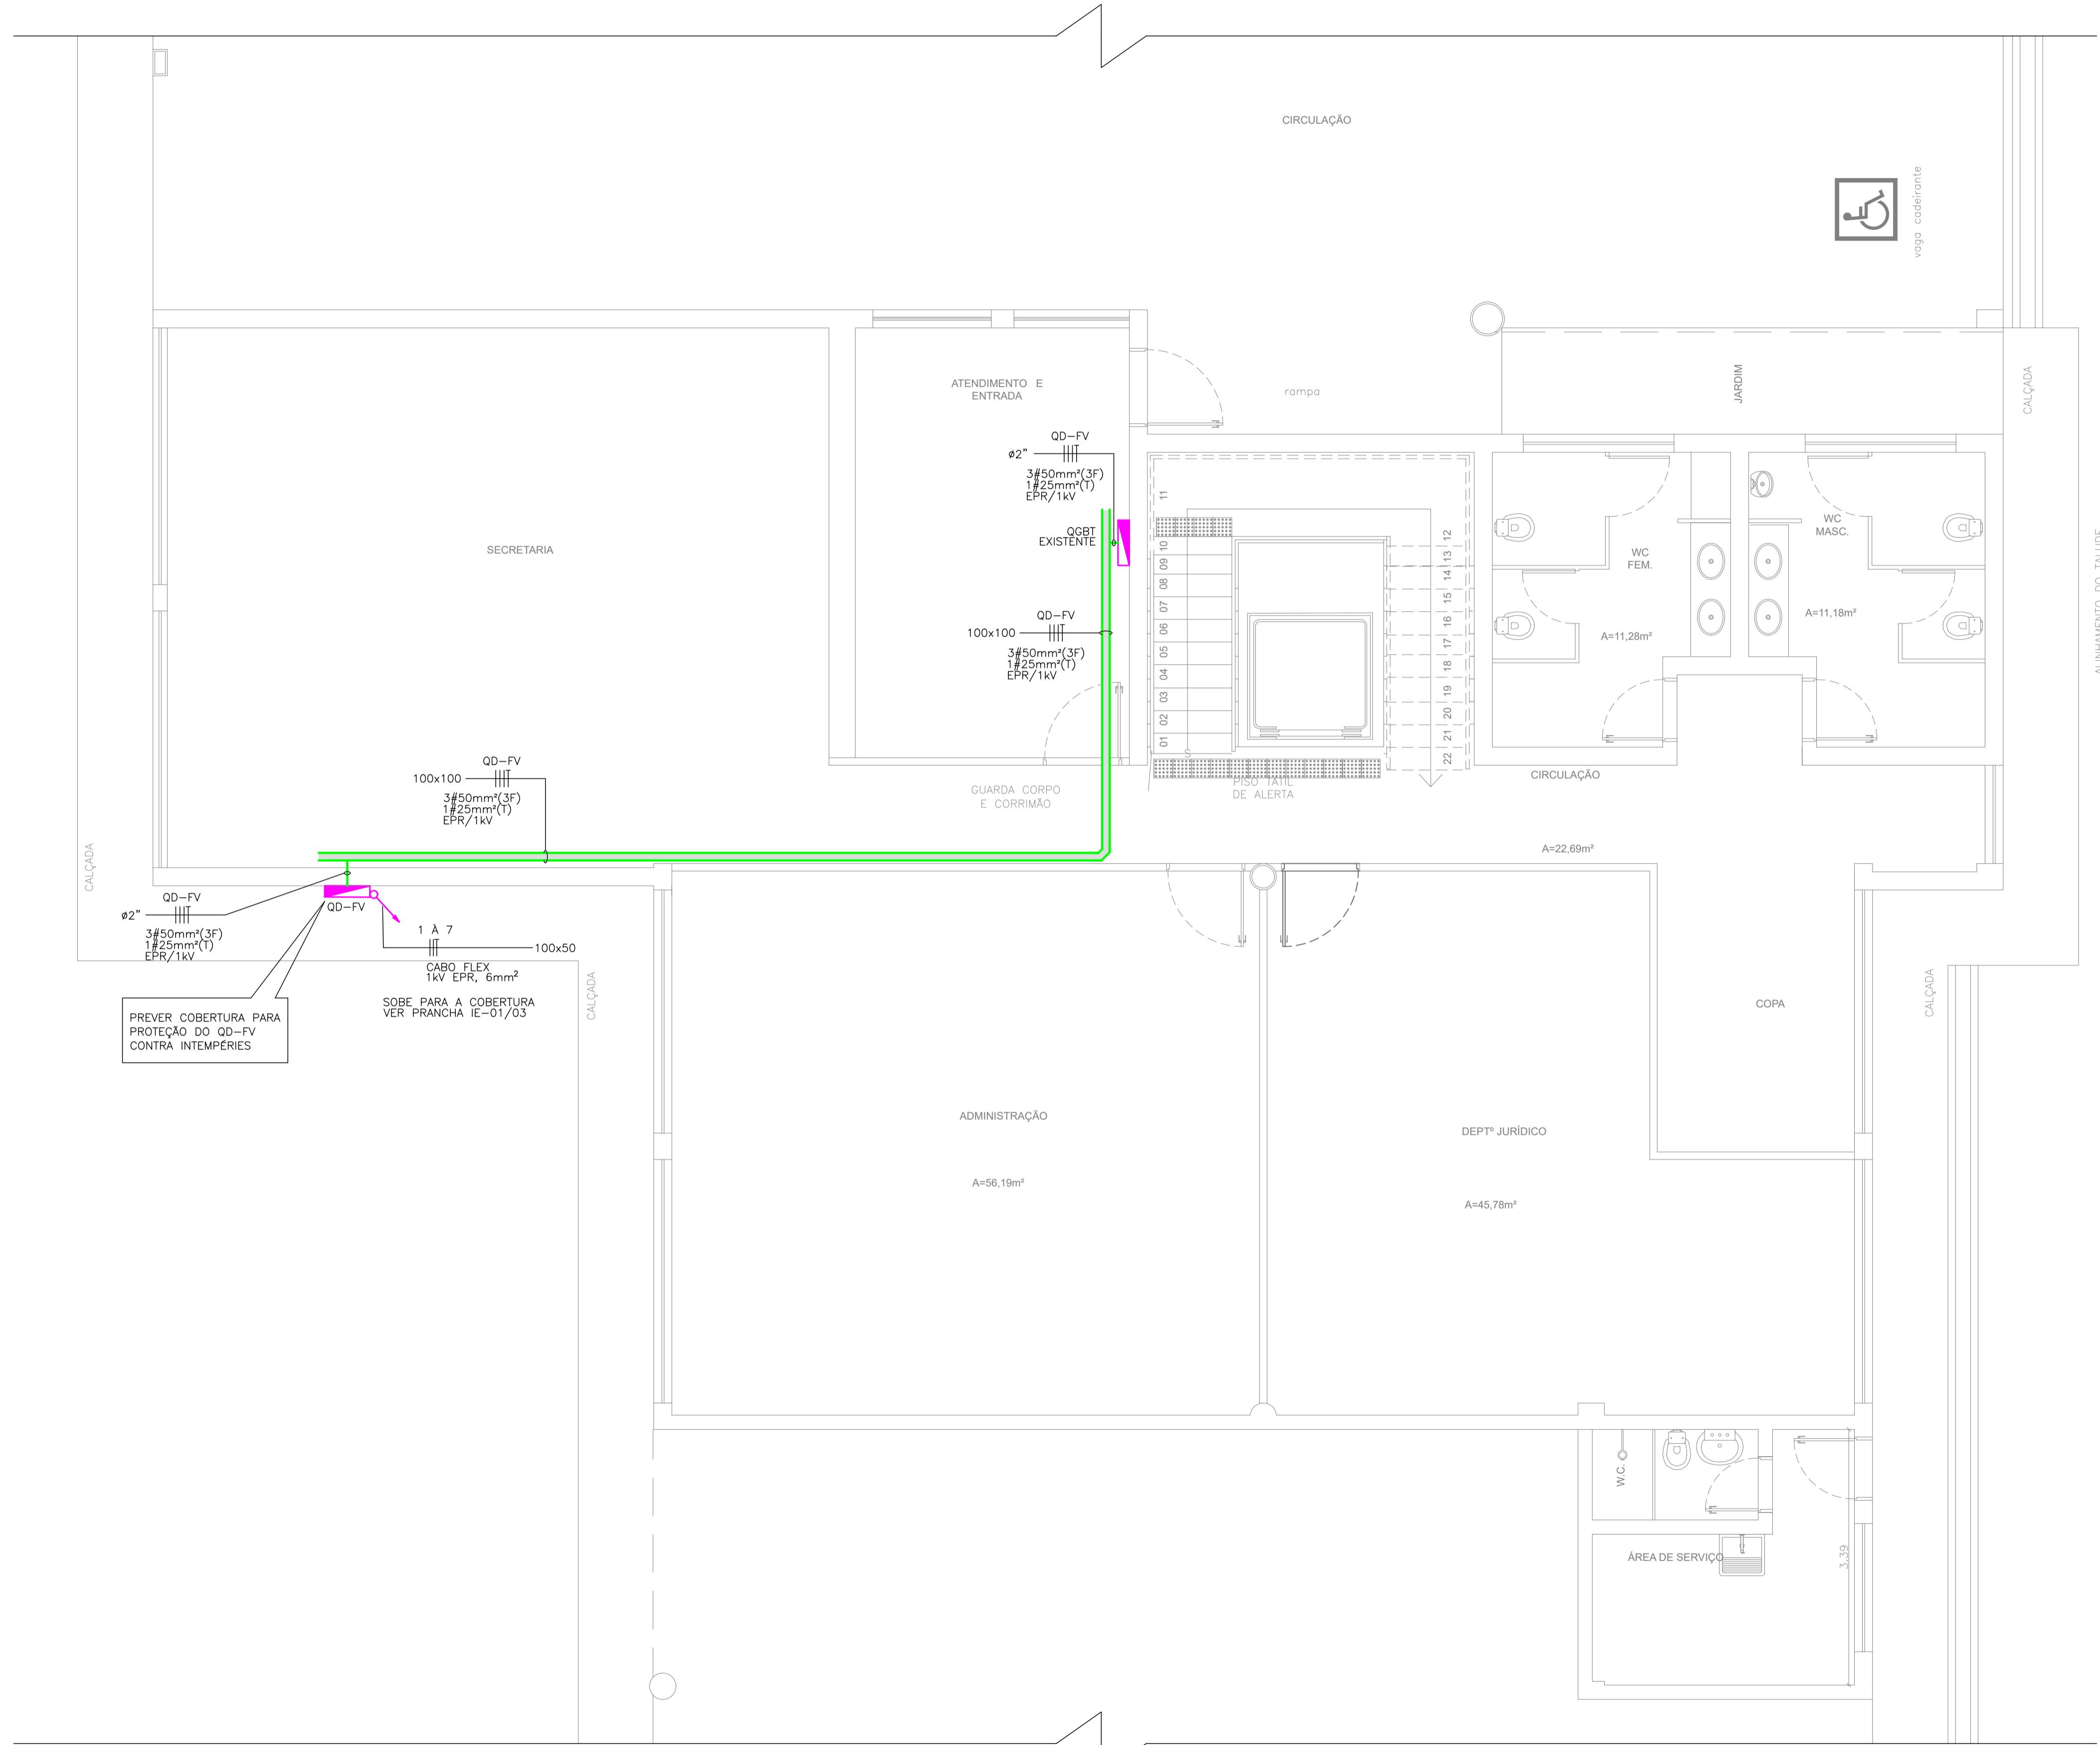 CIRCULAÇÃO
vaga cadeirante
ATENDIMENTO E
ENTRADA
rampa
JARDIM
CALÇADA
QD-FV
ø2"
3#50mm²(3F)
1#25mm²(T)
EPR/1kV
QGBT
EXISTENTE
SECRETARIA
11
10
09
08
07
06
05
04
03
02
01
S
12
13
14
15
16
17
18
19
20
21
22
WC
FEM.
A=11,28m²
WC
MASC.
A=11,18m²
ALINHAMENTO DO TALUDE
QD-FV
100x100
3#50mm²(3F)
1#25mm²(T)
EPR/1kV
QD-FV
100x100
3#50mm²(3F)
1#25mm²(T)
EPR/1kV
GUARDA CORPO
E CORRIMÃO
PISO TÁTIL
DE ALERTA
CIRCULAÇÃO
A=22,69m²
CALÇADA
QD-FV
ø2"
3#50mm²(3F)
1#25mm²(T)
EPR/1kV
QD-FV
1 À 7
100x50
CABO FLEX
1kV EPR, 6mm²
SOBE PARA A COBERTURA
VER PRANCHA IE-01/03
CALÇADA
PREVER COBERTURA PARA
PROTEÇÃO DO QD-FV
CONTRA INTEMPÉRIES
COPA
CALÇADA
ADMINISTRAÇÃO
A=56,19m²
DEPTº JURÍDICO
A=45,78m²
W.C.
ÁREA DE SERVIÇO
3.39